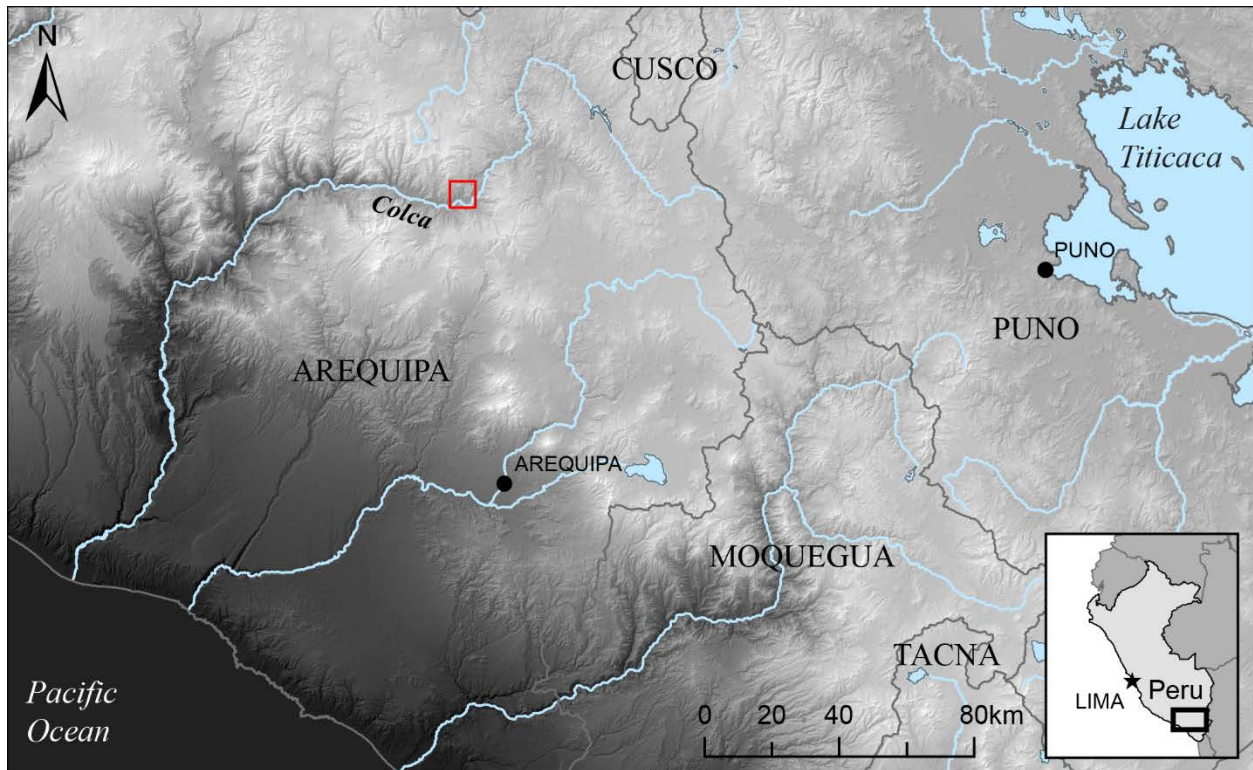 N
CUSCO
Lake
Titicaca
Colca
PUNO
PUNO
AREQUIPA
AREQUIPA
MOQUEGUA
TACNA
Pacific
Ocean
0 20 40 80km
LIMA
Peru